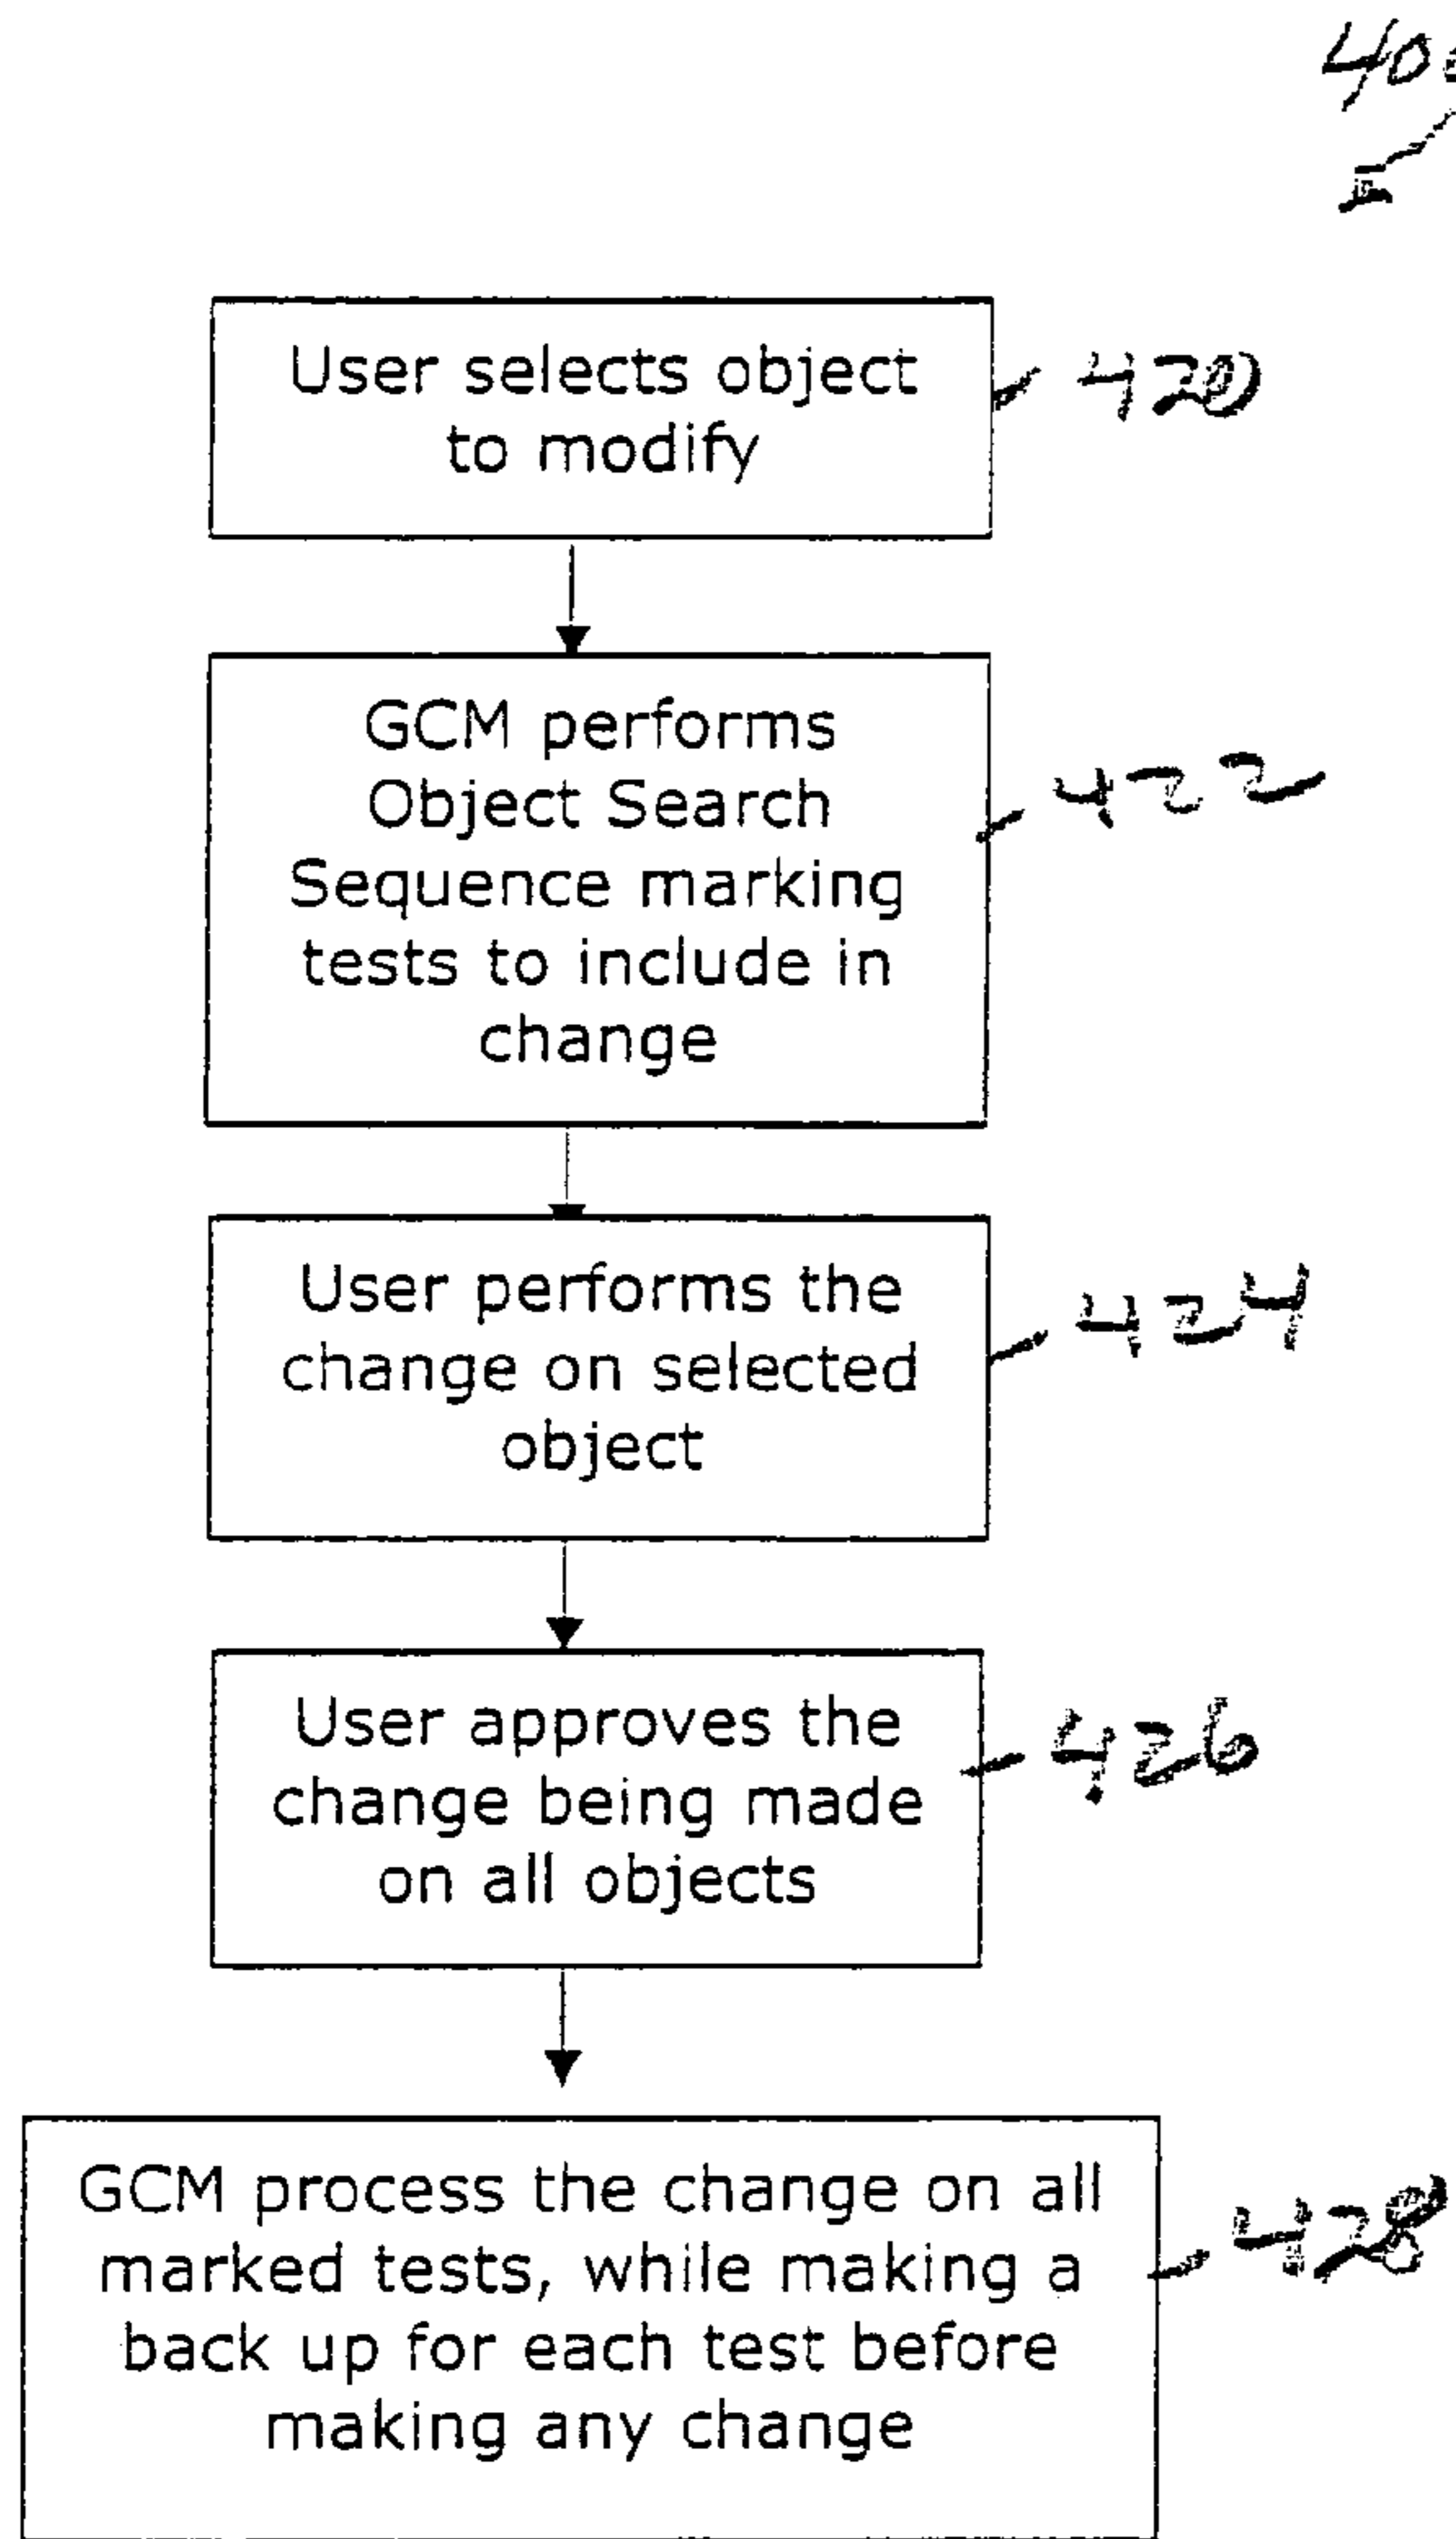 User selects object
to modify
420
GCM performs
Object Search
Sequence marking
tests to include in
change
422
User performs the
change on selected
object
424
User approves the
change being made
on all objects
426
GCM process the change on all
marked tests, while making a
back up for each test before
making any change
428